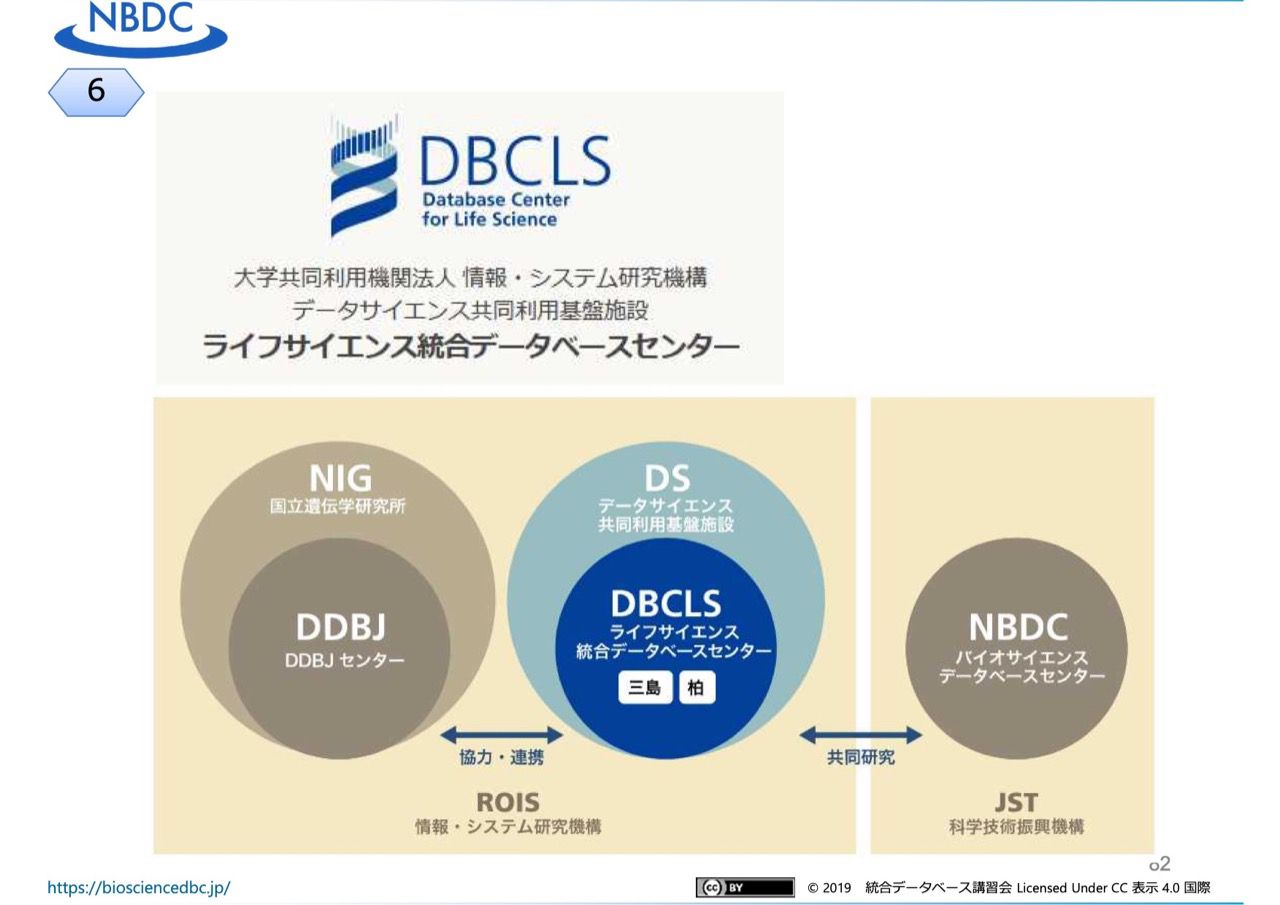 NBDC
6
DBCLS
Database Center
for Life Science
大学共同利用機関法人 情報・システム研究機構
データサイエンス共同利用基盤施設
ライフサイエンス統合データベースセンター
NIG
国立遺伝学研究所
DDBJ
DDBJ センター
DS
データサイエンス
共同利用基盤施設
DBCLS
ライフサイエンス
統合データベースセンター
三島 柏
NBDC
バイオサイエンス
データベースセンター
協力・連携
共同研究
ROIS
情報・システム研究機構
JST
科学技術振興機構
https://biosciencedbc.jp/
cc BY
© 2019 統合データベース講習会 Licensed Under CC 表示 4.0 国際